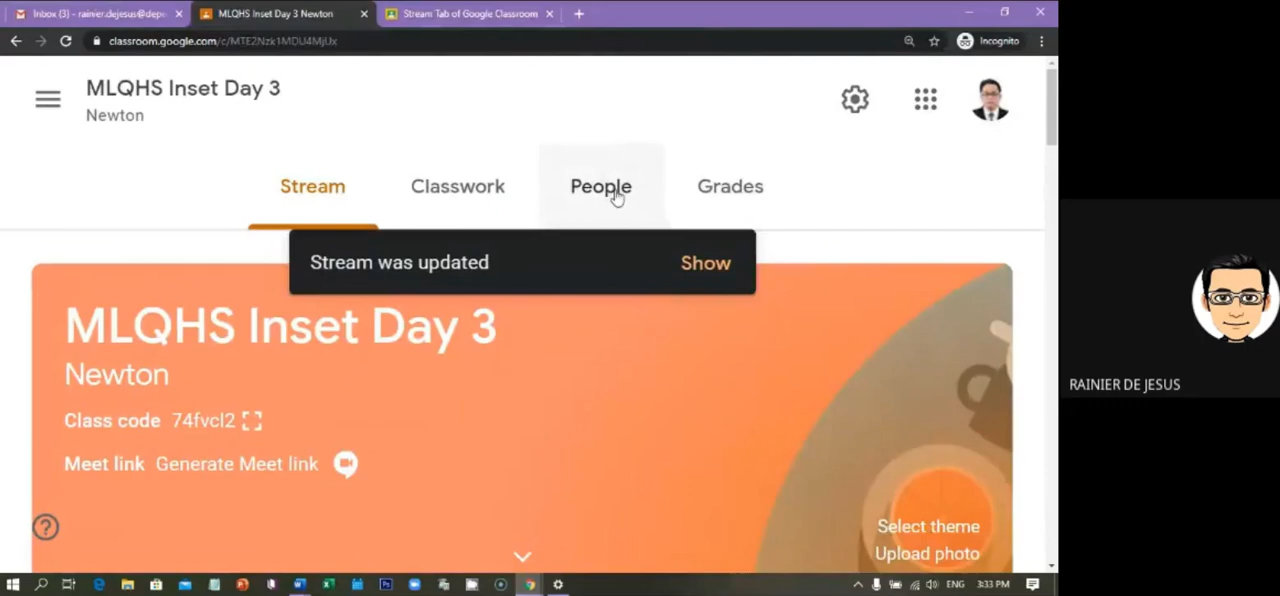 Inbox (3) - rainier.dejesus@depe
MLQHS Inset Day 3 Newton
Stream Tab of Google Classroom
classroom.google.com/c/MTE2Nzk1MDU4MjUx
Incognito
MLQHS Inset Day 3
Newton
Stream Classwork People Grades
Stream was updated Show
MLQHS Inset Day 3
Newton
Class code 74fvcl2
Meet link Generate Meet link
Select theme
Upload photo
RAINIER DE JESUS
ENG 3:33 PM